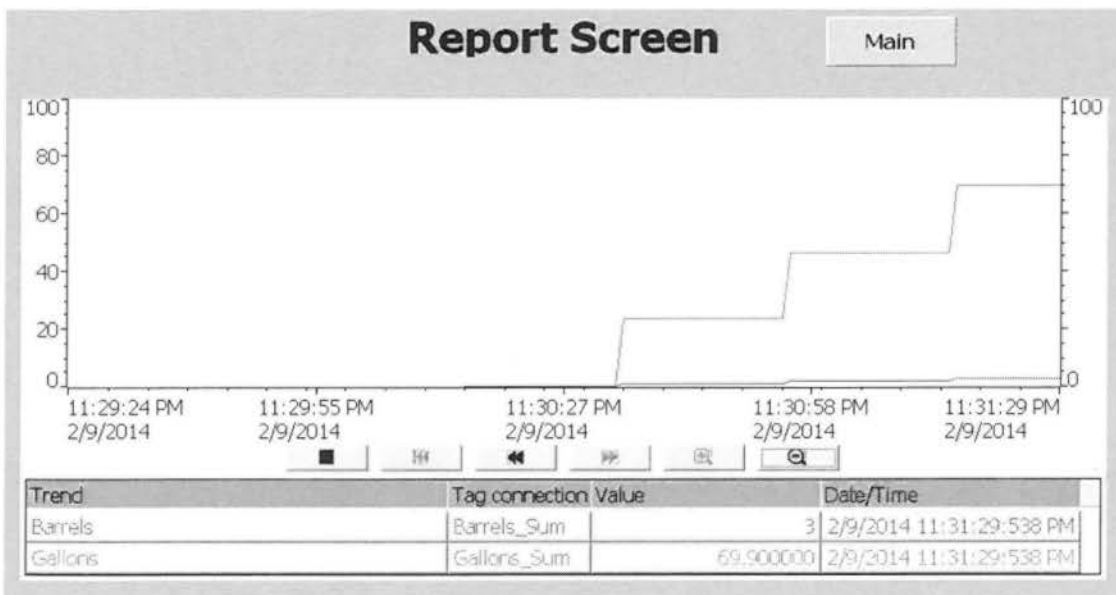 Report Screen Main
100 100
80
60
40
20
0 0
11:29:24 PM 11:29:55 PM 11:30:27 PM 11:30:58 PM 11:31:29 PM
2/9/2014 2/9/2014 2/9/2014 2/9/2014 2/9/2014
Trend Tag connection Value Date/Time
Barrels Barrels_Sum 3 2/9/2014 11:31:29:538 PM
Gallons Gallons_Sum 69.900000 2/9/2014 11:31:29:538 PM